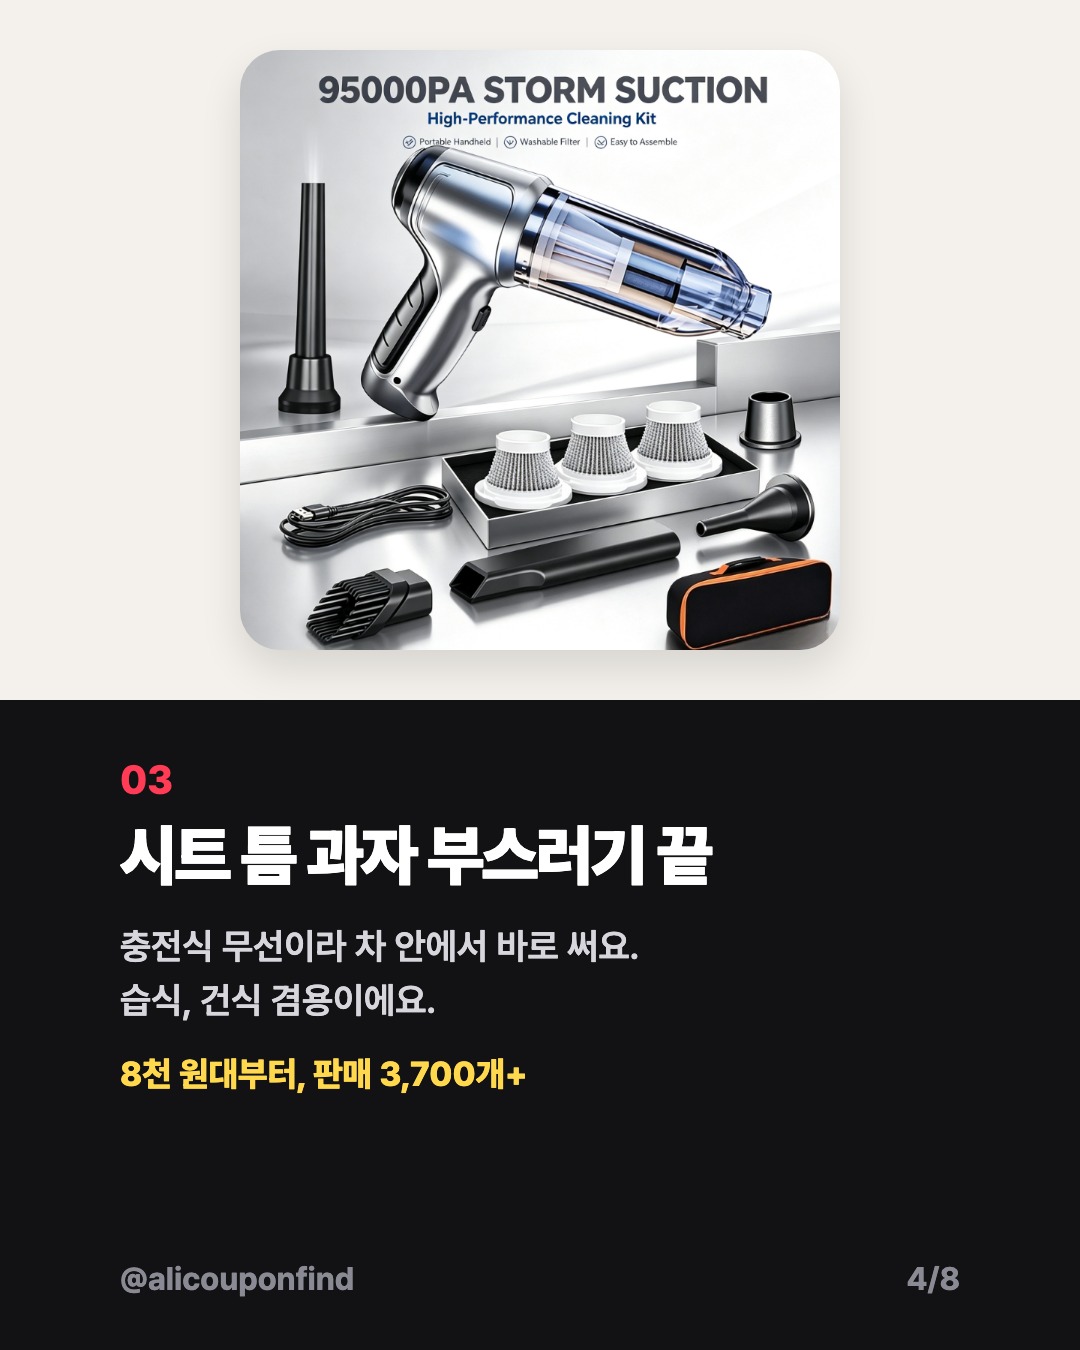 95000PA STORM SUCTION
High-Performance Cleaning Kit
Portable Handheld | Washable Filter | Easy to Assemble
03
시트 틈 과자 부스러기 끝
충전식 무선이라 차 안에서 바로 써요.
습식, 건식 겸용이에요.
8천 원대부터, 판매 3,700개+
@alicouponfind
4/8